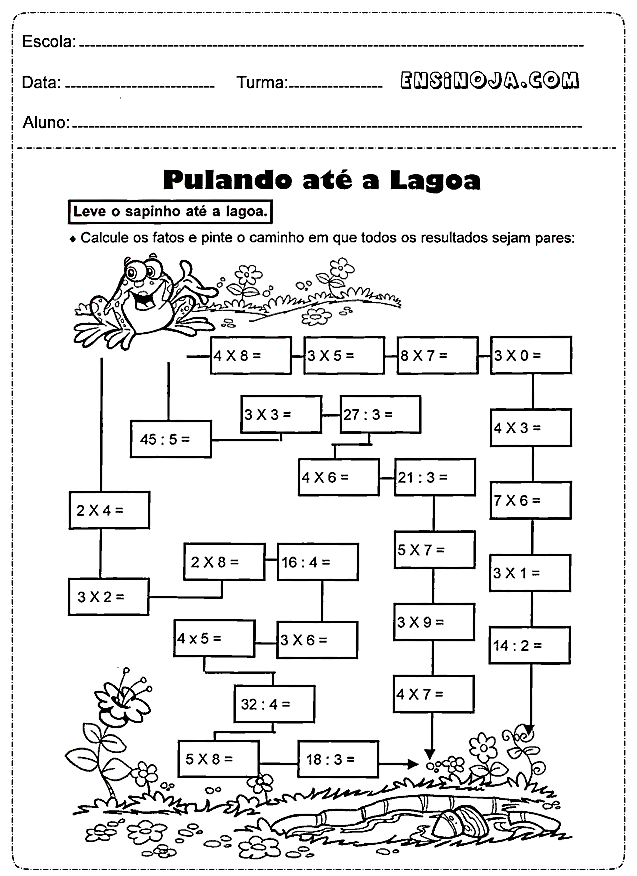 Escola:
Data: Turma: ENSINOJA.COM
Aluno:
Pulando até a Lagoa
Leve o sapinho até a lagoa.
♦ Calcule os fatos e pinte o caminho em que todos os resultados sejam pares:
4 X 8 = 3 X 5 = 8 X 7 = 3 X 0 =
3 X 3 = 27 : 3 = 4 X 3 =
45 : 5 =
4 X 6 = 21 : 3 =
2 X 4 = 7 X 6 =
5 X 7 =
2 X 8 = 16 : 4 = 3 X 1 =
3 X 2 =
3 X 9 =
4 x 5 = 3 X 6 = 14 : 2 =
4 X 7 =
32 : 4 =
5 X 8 = 18 : 3 =